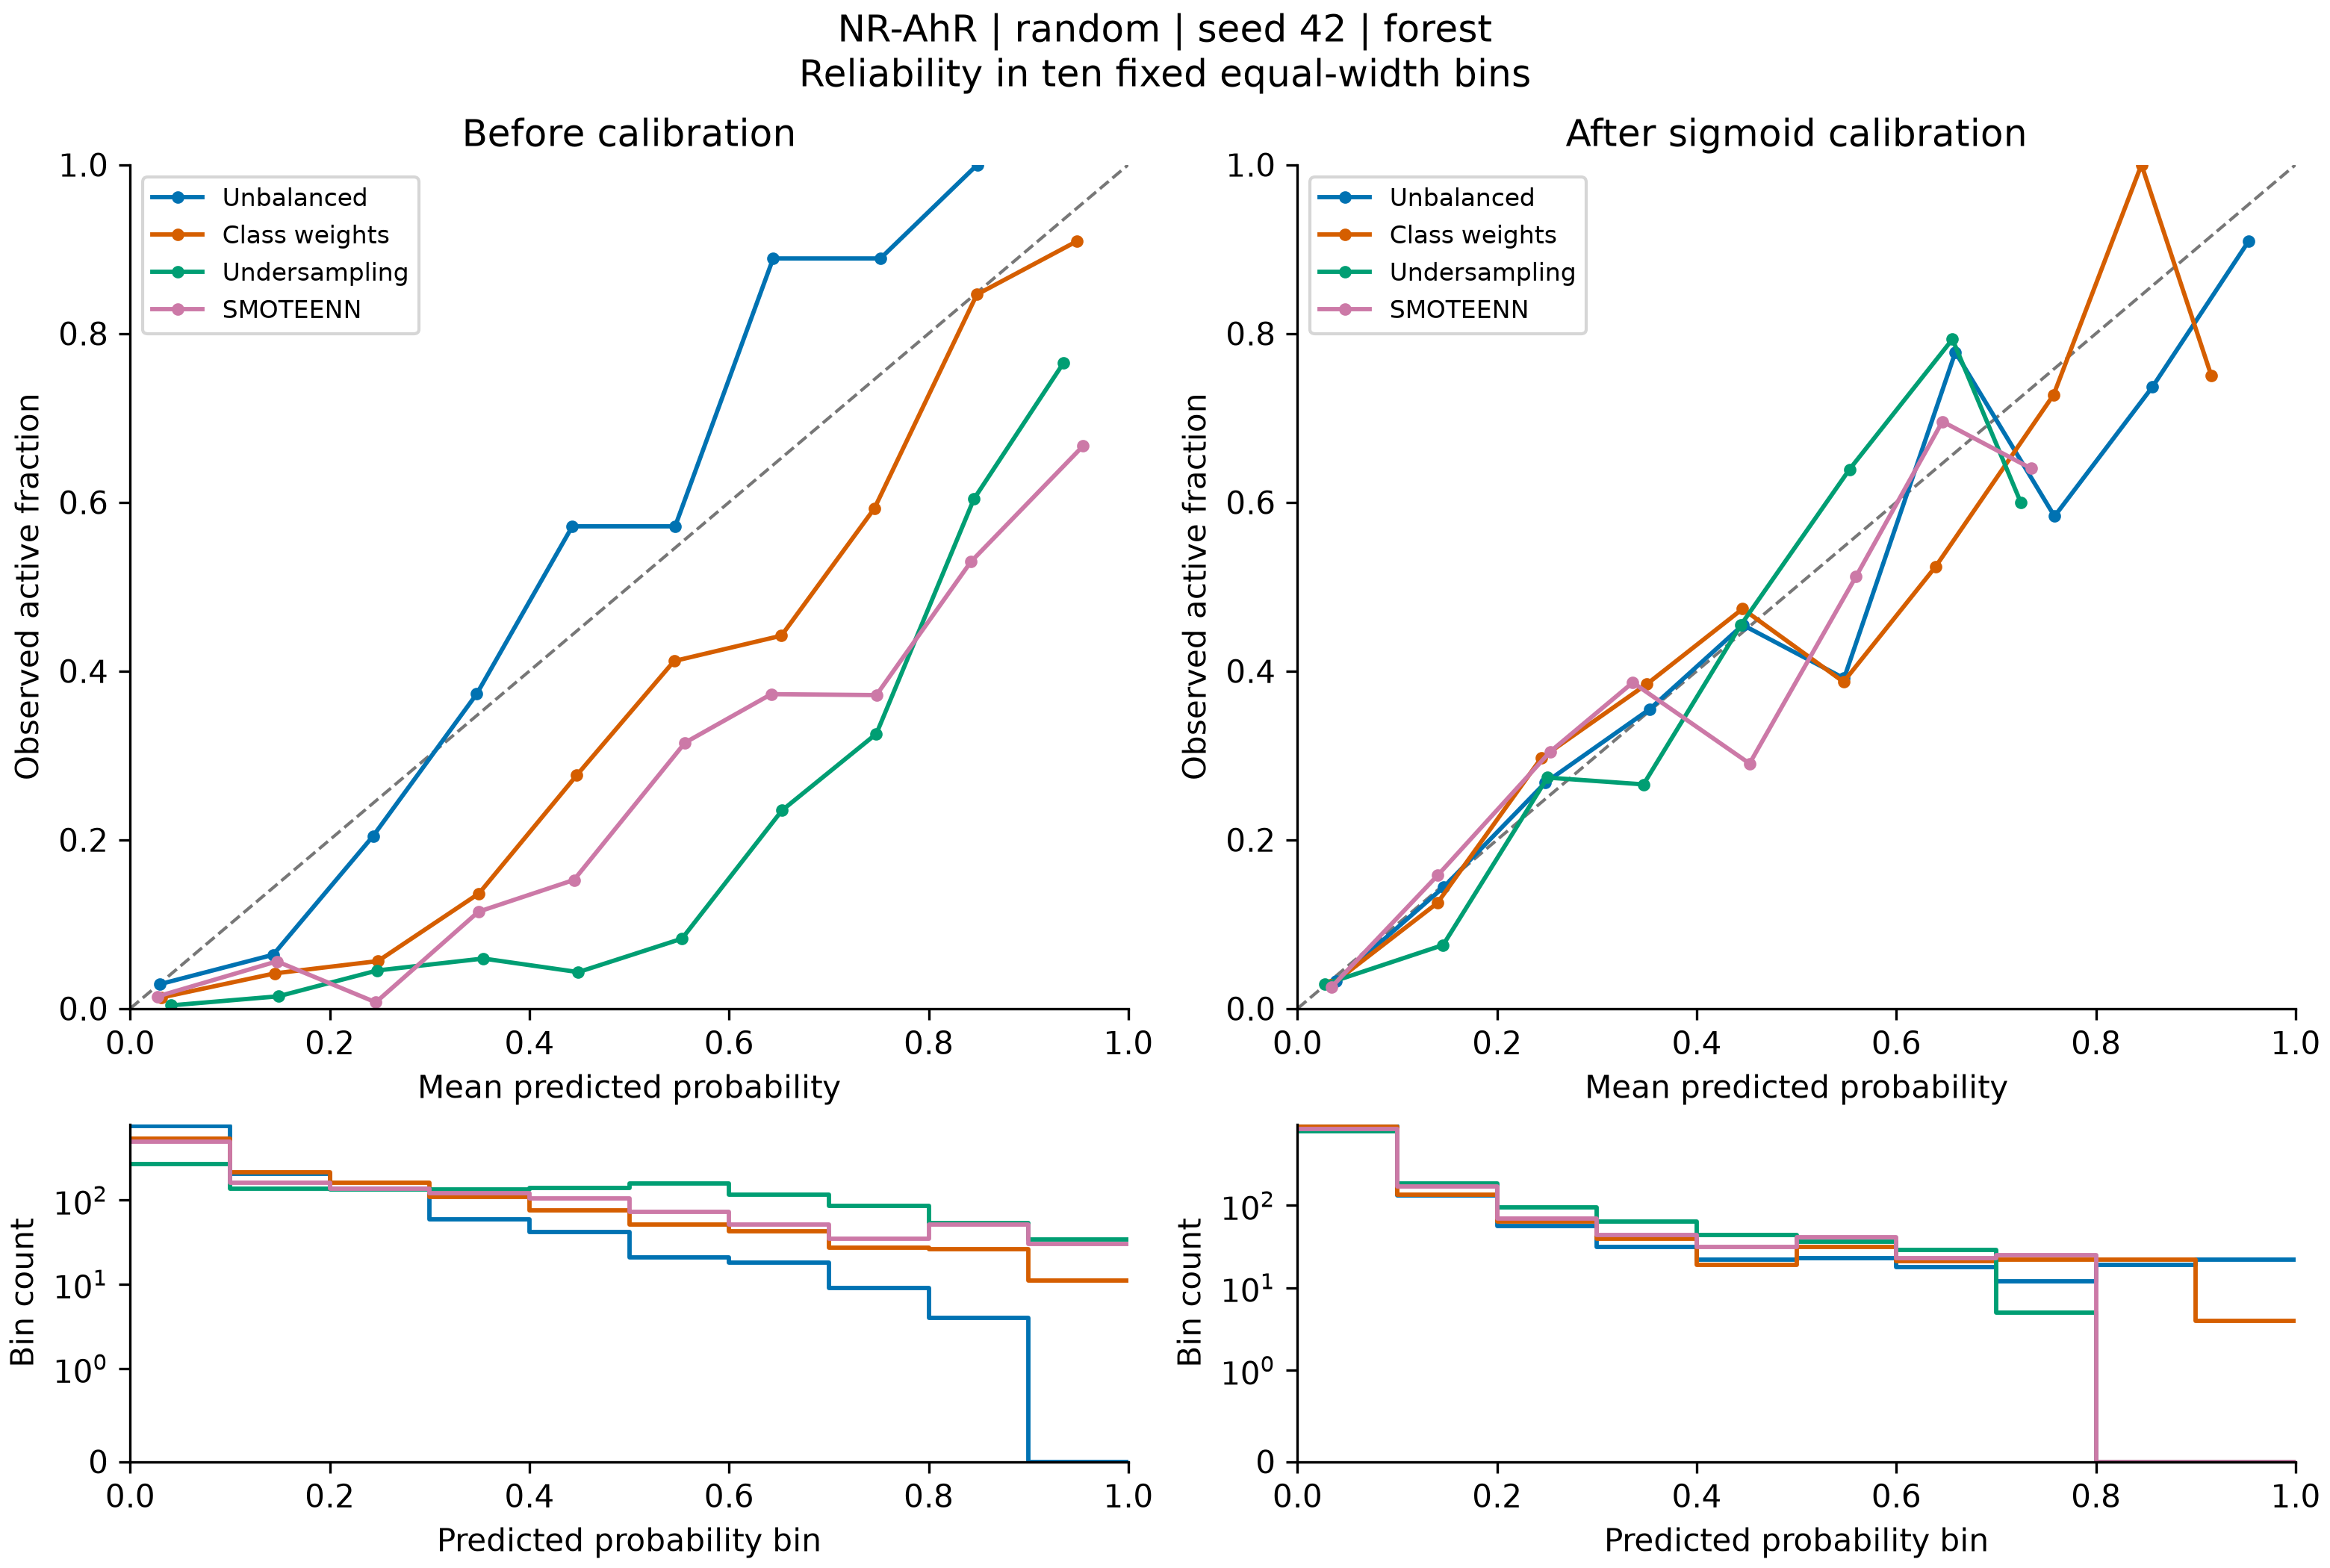 NR-AhR | random | seed 42 | forest
Reliability in ten fixed equal-width bins
Before calibration
1.0
0.8
0.6
0.4
0.2
0.0
Observed active fraction
Unbalanced
Class weights
Undersampling
SMOTEENN
0.0 0.2 0.4 0.6 0.8 1.0
Mean predicted probability
After sigmoid calibration
1.0
0.8
0.6
0.4
0.2
0.0
Observed active fraction
Unbalanced
Class weights
Undersampling
SMOTEENN
0.0 0.2 0.4 0.6 0.8 1.0
Mean predicted probability
10²
10¹
10⁰
0
Bin count
0.0 0.2 0.4 0.6 0.8 1.0
Predicted probability bin
10²
10¹
10⁰
0
Bin count
0.0 0.2 0.4 0.6 0.8 1.0
Predicted probability bin